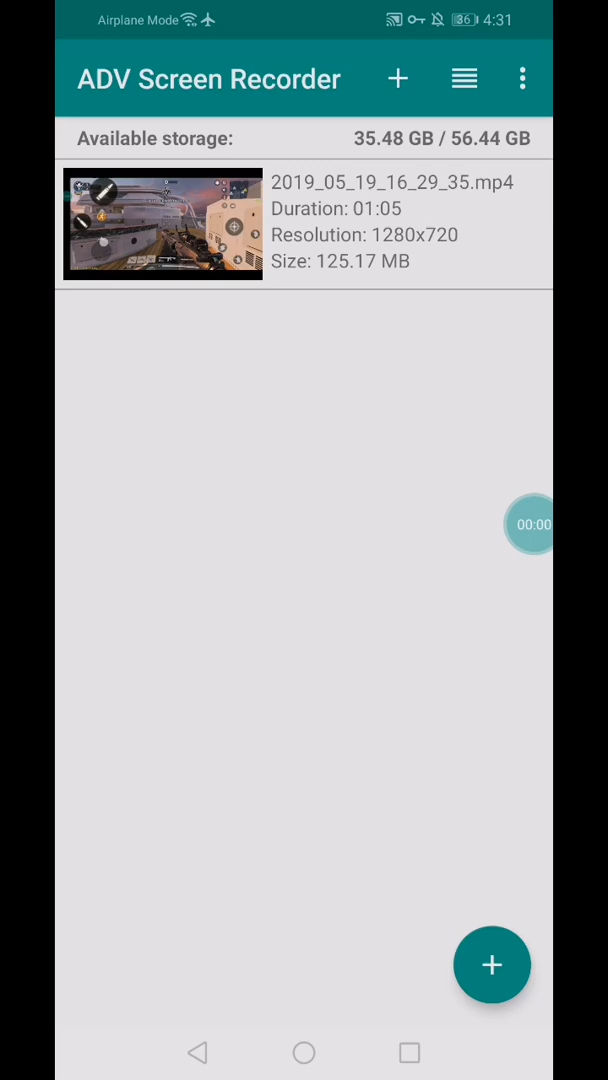 Airplane Mode 36 4:31
ADV Screen Recorder
Available storage: 35.48 GB / 56.44 GB
2019_05_19_16_29_35.mp4
Duration: 01:05
Resolution: 1280x720
Size: 125.17 MB
00:00